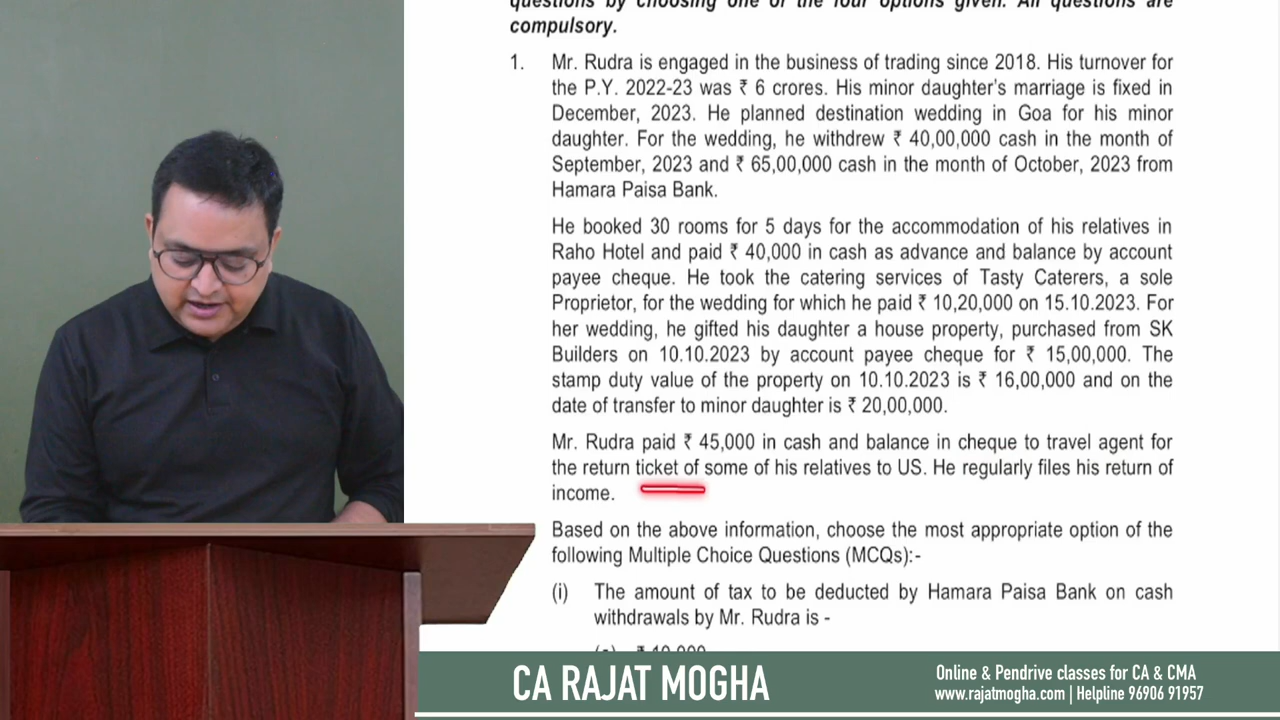 questions by choosing one of the four options given. All questions are
compulsory.
1. Mr. Rudra is engaged in the business of trading since 2018. His turnover for
the P.Y. 2022-23 was ₹ 6 crores. His minor daughter's marriage is fixed in
December, 2023. He planned destination wedding in Goa for his minor
daughter. For the wedding, he withdrew ₹ 40,00,000 cash in the month of
September, 2023 and ₹ 65,00,000 cash in the month of October, 2023 from
Hamara Paisa Bank.
He booked 30 rooms for 5 days for the accommodation of his relatives in
Raho Hotel and paid ₹ 40,000 in cash as advance and balance by account
payee cheque. He took the catering services of Tasty Caterers, a sole
Proprietor, for the wedding for which he paid ₹ 10,20,000 on 15.10.2023. For
her wedding, he gifted his daughter a house property, purchased from SK
Builders on 10.10.2023 by account payee cheque for ₹ 15,00,000. The
stamp duty value of the property on 10.10.2023 is ₹ 16,00,000 and on the
date of transfer to minor daughter is ₹ 20,00,000.
Mr. Rudra paid ₹ 45,000 in cash and balance in cheque to travel agent for
the return ticket of some of his relatives to US. He regularly files his return of
income.
Based on the above information, choose the most appropriate option of the
following Multiple Choice Questions (MCQs):-
(i) The amount of tax to be deducted by Hamara Paisa Bank on cash
withdrawals by Mr. Rudra is -
CA RAJAT MOGHA
Online & Pendrive classes for CA & CMA
www.rajatmogha.com | Helpline 96906 91957